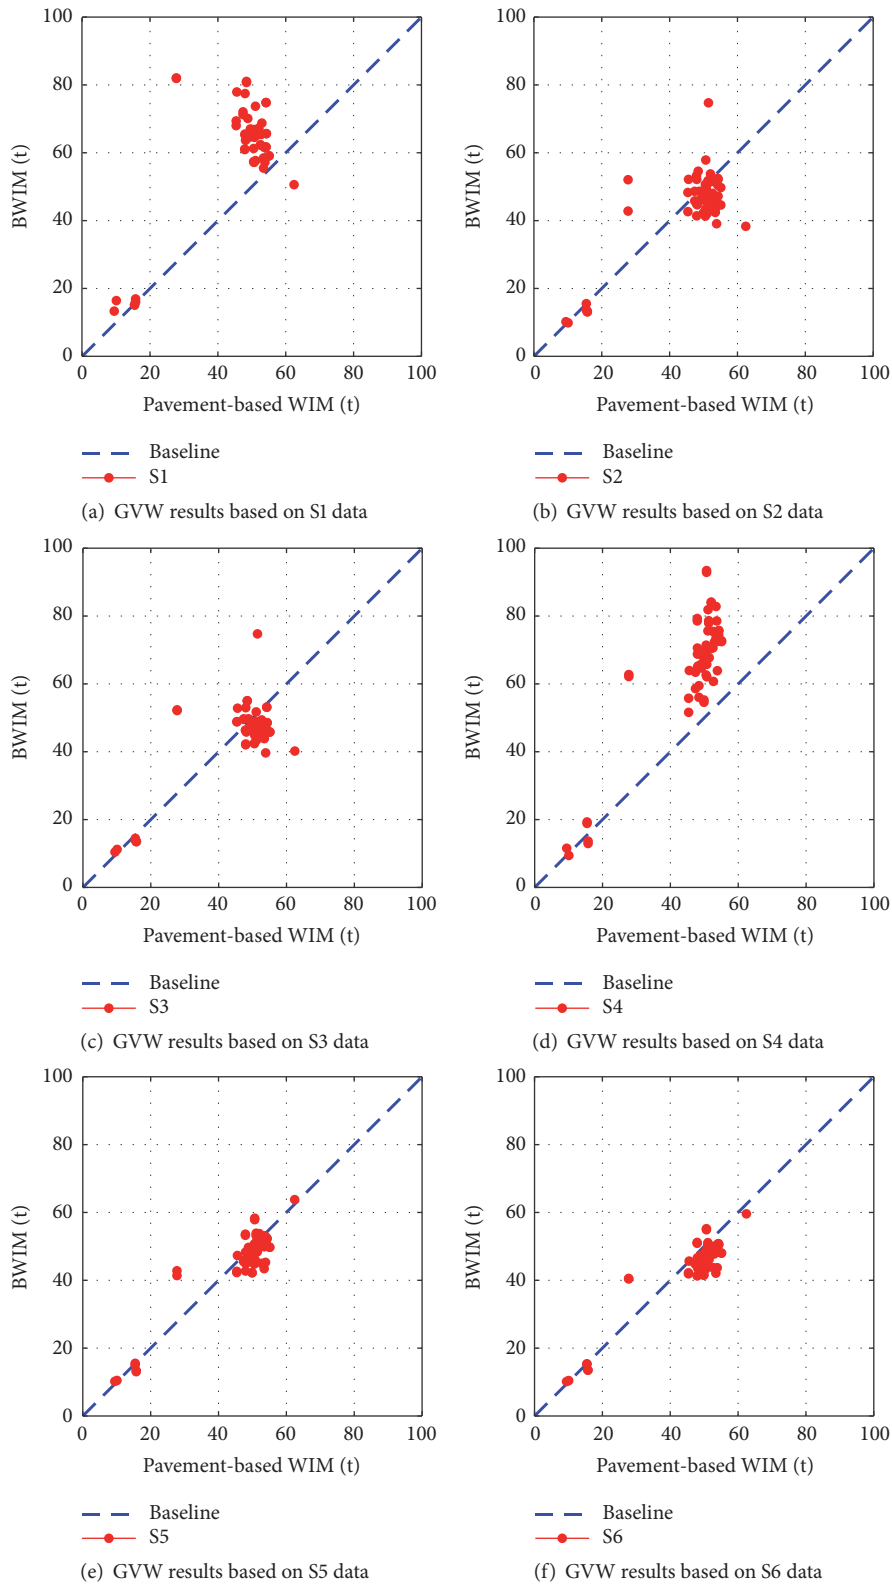 100
80
60
40
20
0
BWIM (t)
0 20 40 60 80 100
Pavement-based WIM (t)
Baseline
S1
(a) GVW results based on S1 data
100
80
60
40
20
0
BWIM (t)
0 20 40 60 80 100
Pavement-based WIM (t)
Baseline
S2
(b) GVW results based on S2 data
100
80
60
40
20
0
BWIM (t)
0 20 40 60 80 100
Pavement-based WIM (t)
Baseline
S3
(c) GVW results based on S3 data
100
80
60
40
20
0
BWIM (t)
0 20 40 60 80 100
Pavement-based WIM (t)
Baseline
S4
(d) GVW results based on S4 data
100
80
60
40
20
0
BWIM (t)
0 20 40 60 80 100
Pavement-based WIM (t)
Baseline
S5
(e) GVW results based on S5 data
100
80
60
40
20
0
BWIM (t)
0 20 40 60 80 100
Pavement-based WIM (t)
Baseline
S6
(f) GVW results based on S6 data